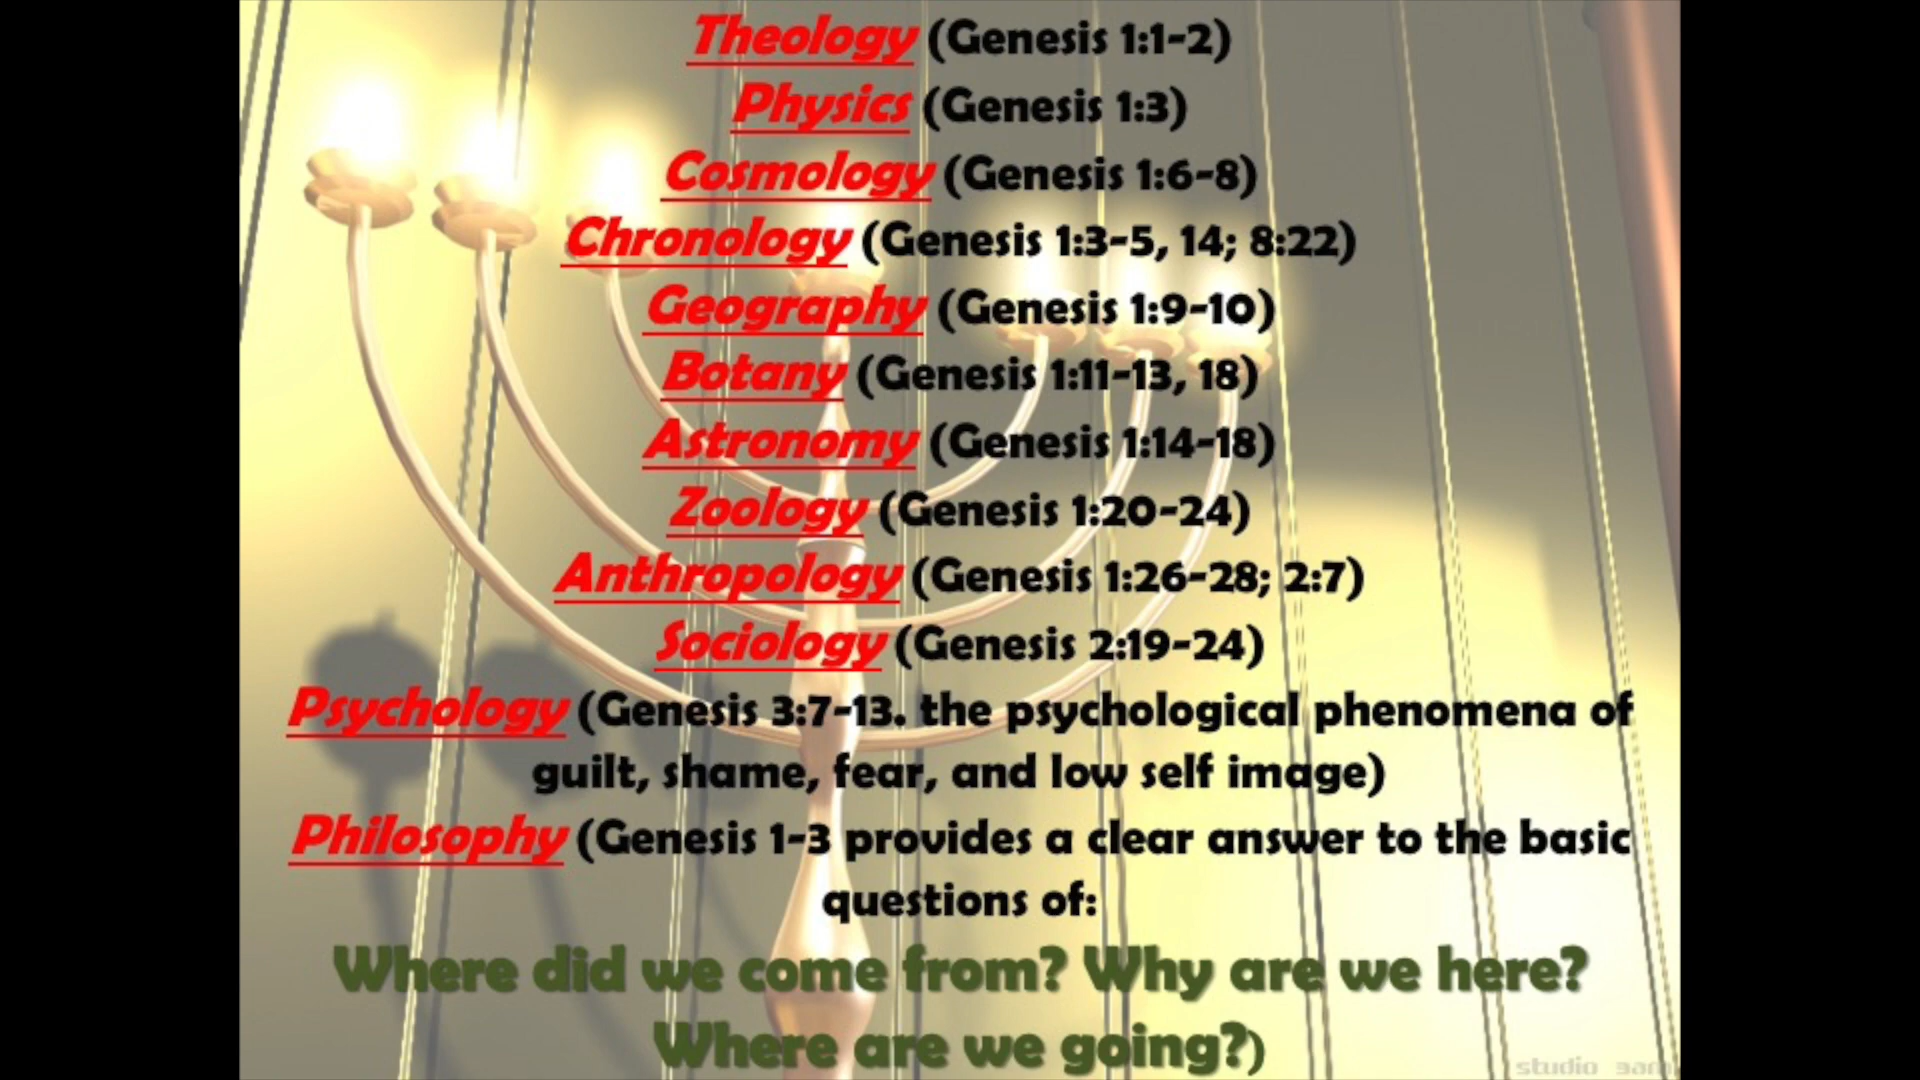 Theology (Genesis 1:1-2)
Physics (Genesis 1:3)
Cosmology (Genesis 1:6-8)
Chronology (Genesis 1:3-5, 14; 8:22)
Geography (Genesis 1:9-10)
Botany (Genesis 1:11-13, 18)
Astronomy (Genesis 1:14-18)
Zoology (Genesis 1:20-24)
Anthropology (Genesis 1:26-28; 2:7)
Sociology (Genesis 2:19-24)
Psychology (Genesis 3:7-13. the psychological phenomena of
guilt, shame, fear, and low self image)
Philosophy (Genesis 1-3 provides a clear answer to the basic
questions of:
Where did we come from? Why are we here?
Where are we going?)
studio